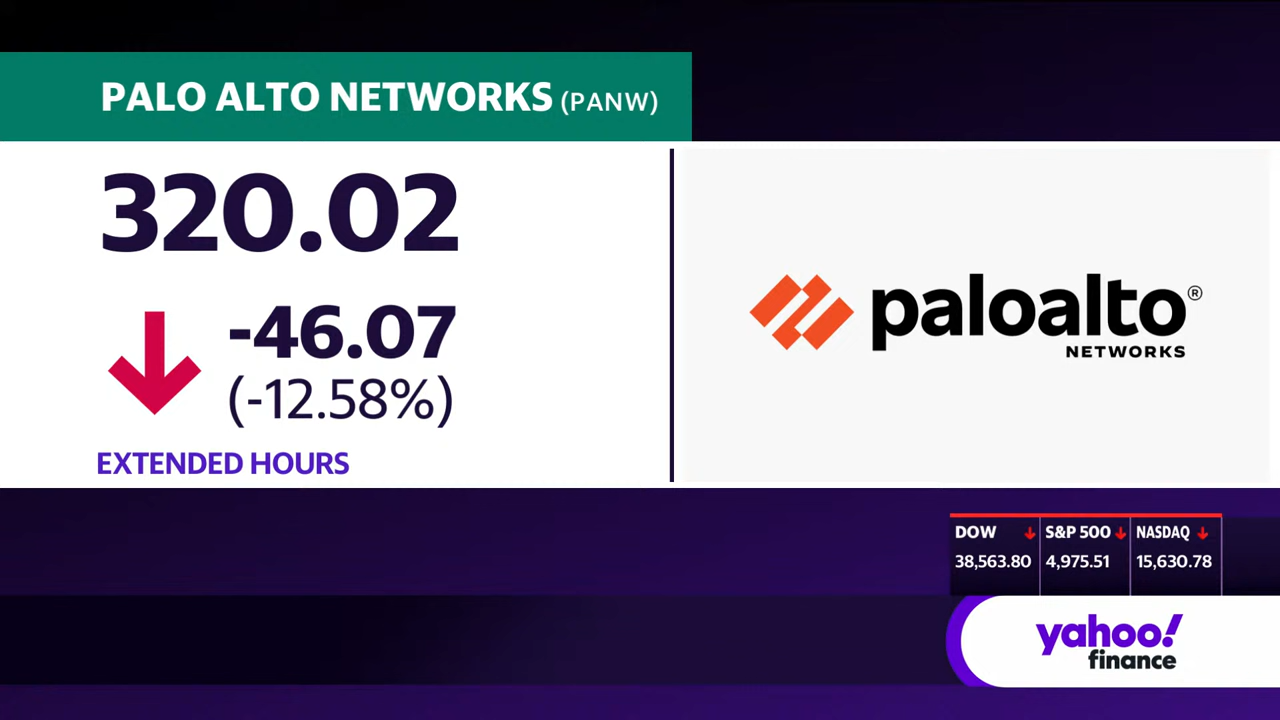 PALO ALTO NETWORKS (PANW)
320.02
-46.07
(-12.58%)
EXTENDED HOURS
paloalto®
NETWORKS
DOW S&P 500 NASDAQ
38,563.80 4,975.51 15,630.78
yahoo!
finance